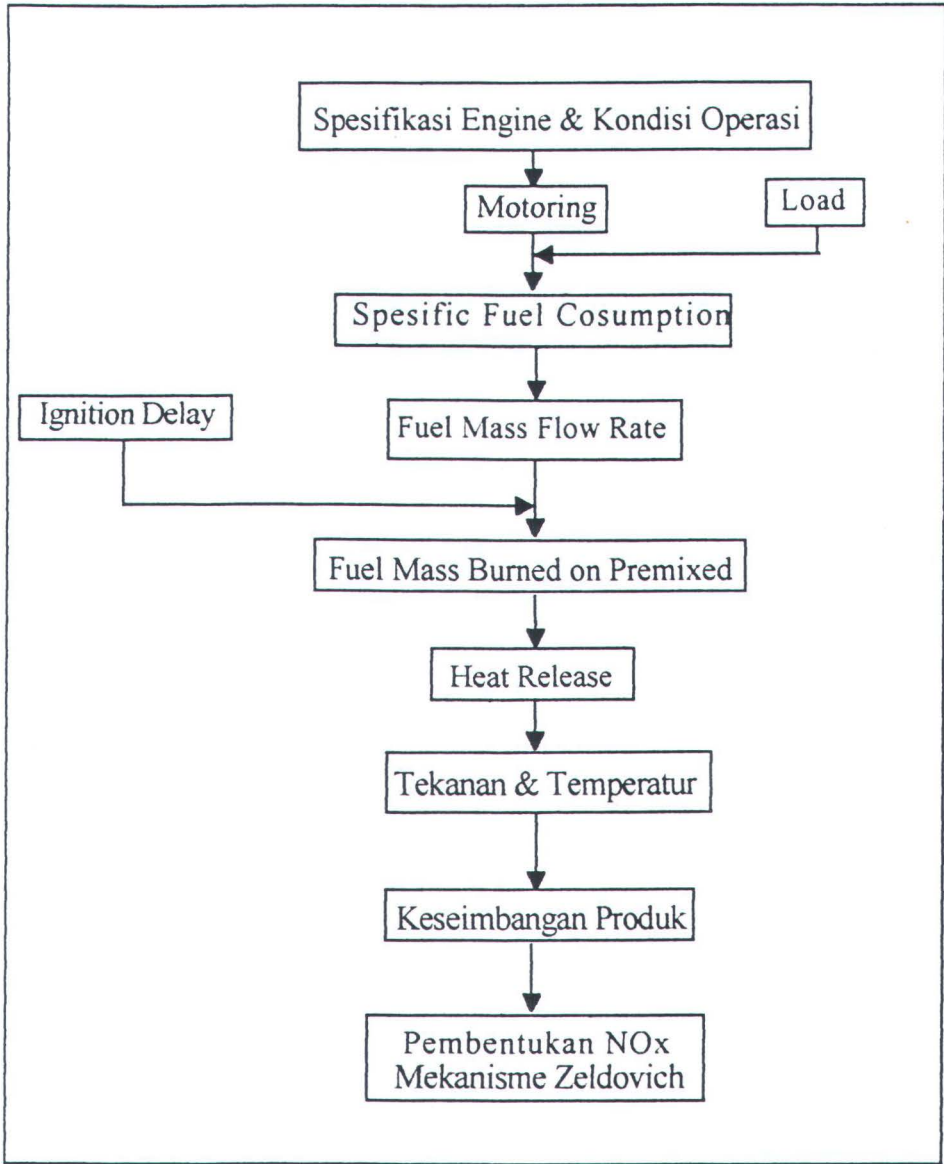 Spesifikasi Engine & Kondisi Operasi
Motoring
Load
Spesific Fuel Cosumption
Ignition Delay
Fuel Mass Flow Rate
Fuel Mass Burned on Premixed
Heat Release
Tekanan & Temperatur
Keseimbangan Produk
Pembentukan NOx
Mekanisme Zeldovich